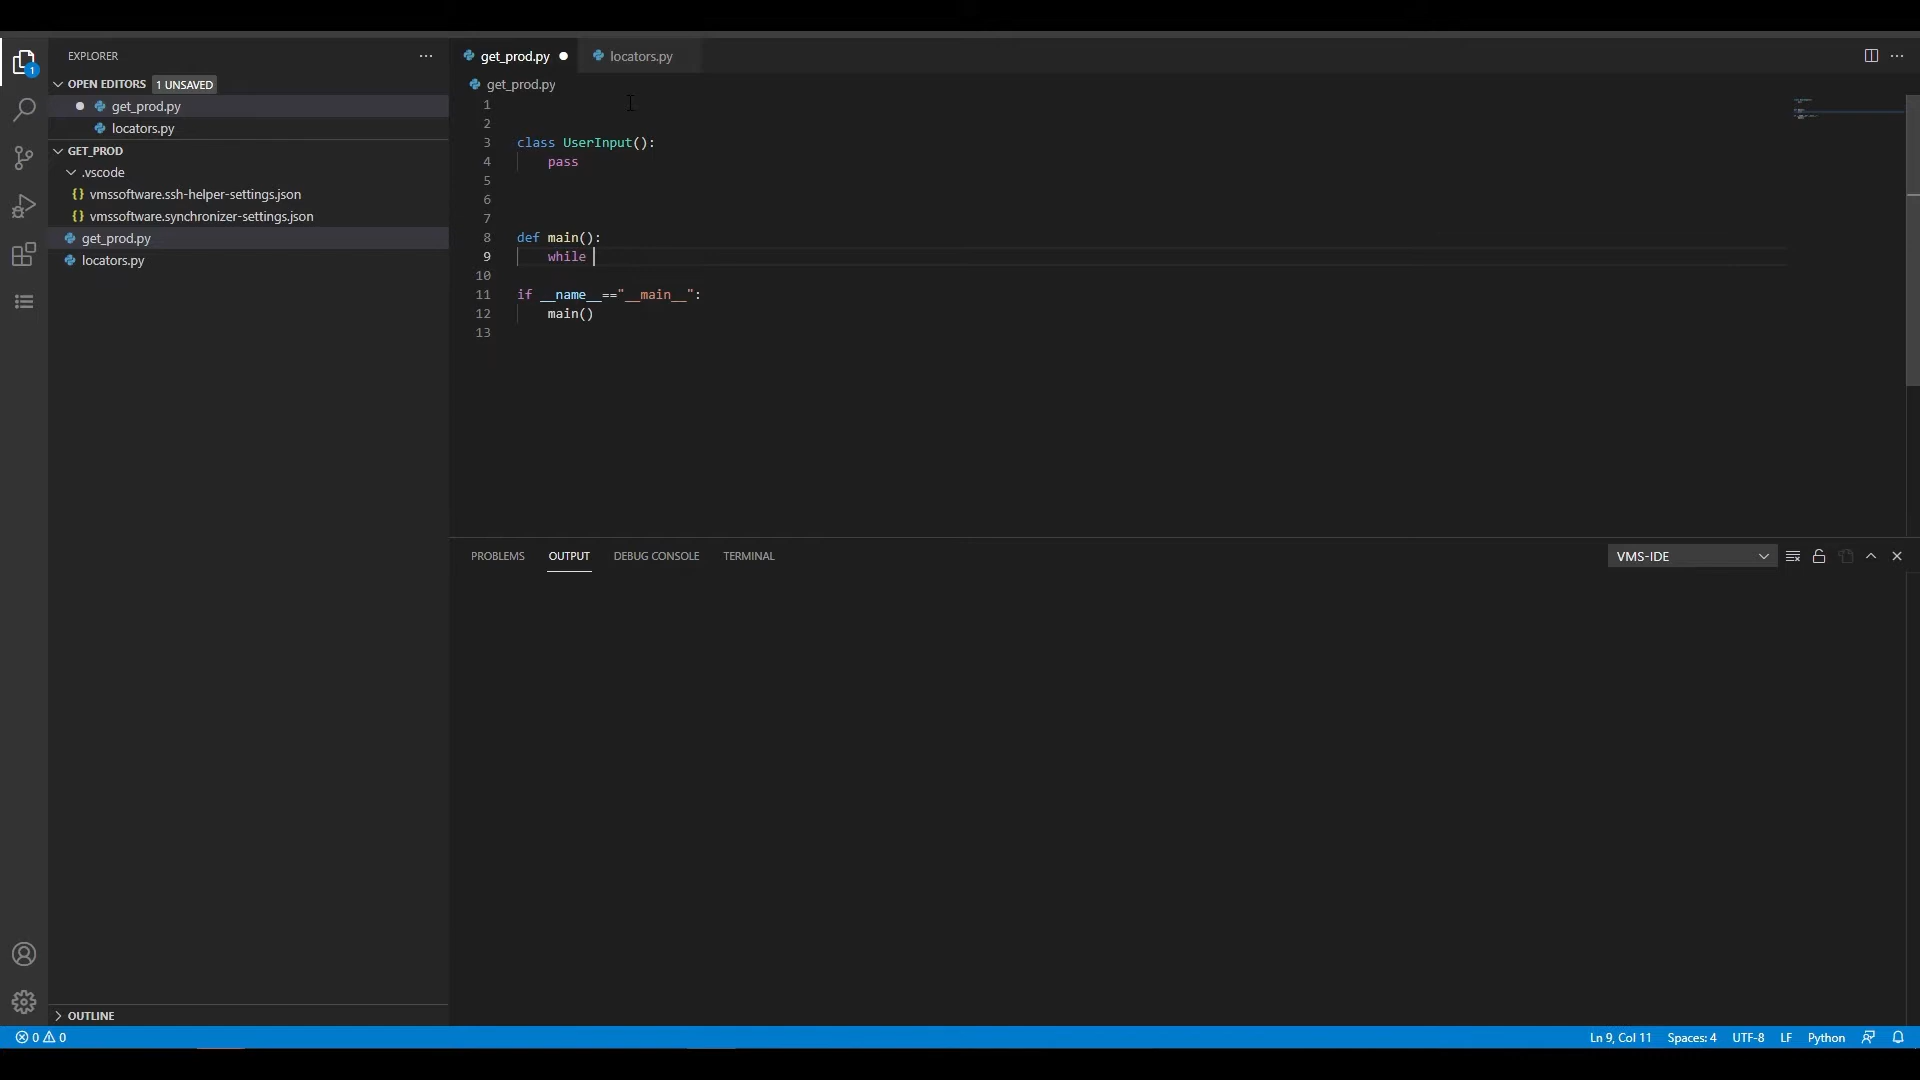 EXPLORER
OPEN EDITORS 1 UNSAVED
get_prod.py
locators.py
GET_PROD
.vscode
{} vmssoftware.ssh-helper-settings.json
{} vmssoftware.synchronizer-settings.json
get_prod.py
locators.py
OUTLINE
1
get_prod.py
locators.py
get_prod.py
1
2
3 class UserInput():
4 pass
5
6
7
8 def main():
9 while
10
11 if __name__=="__main__":
12 main()
13
PROBLEMS OUTPUT DEBUG CONSOLE TERMINAL
VMS-IDE
0 0
Ln 9, Col 11 Spaces: 4 UTF-8 LF Python